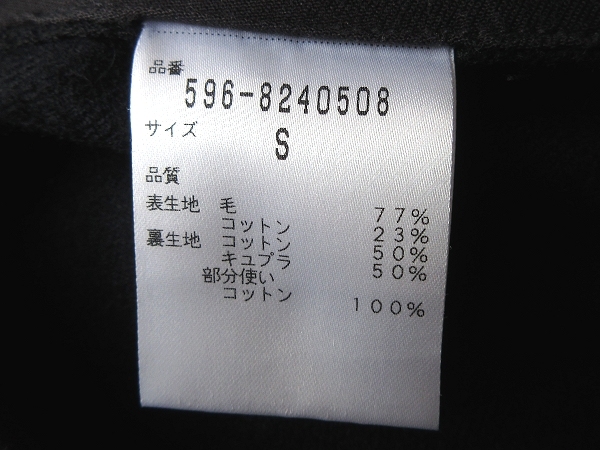 品番
596-8240508
サイズ
S
品質
表生地 毛 77%
コットン 23%
裏生地 コットン 50%
キュプラ 50%
部分使い
コットン 100%